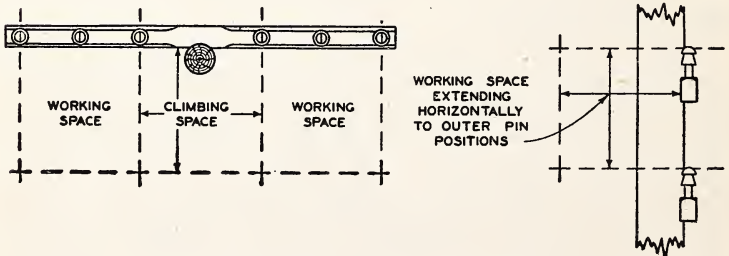 WORKING
SPACE
CLIMBING
SPACE
WORKING
SPACE
WORKING SPACE
EXTENDING
HORIZONTALLY
TO OUTER PIN
POSITIONS